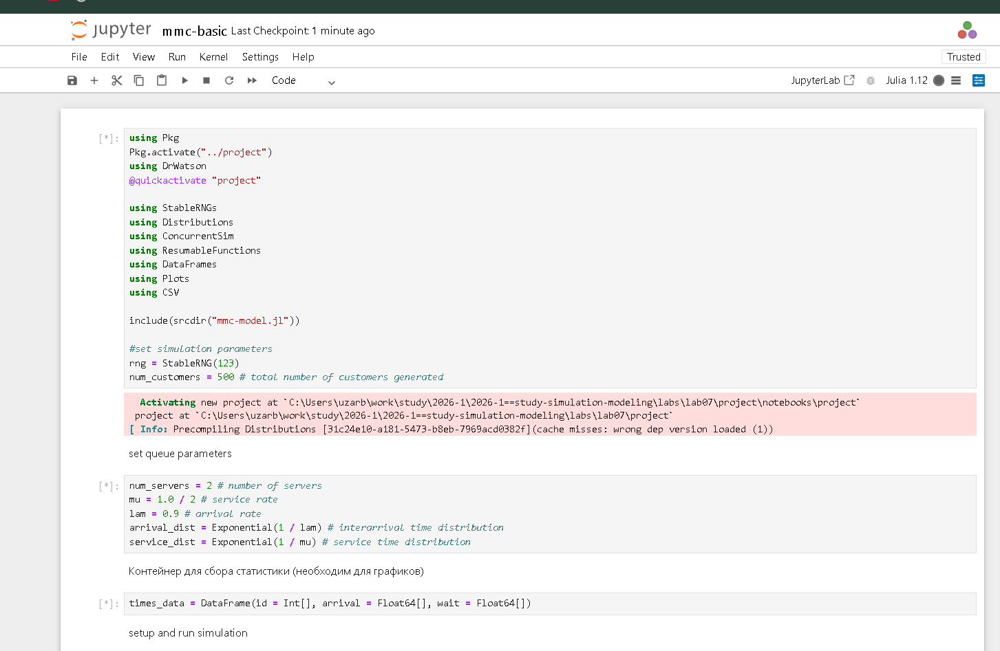 jupyter mmc-basic Last Checkpoint: 1 minute ago
File Edit View Run Kernel Settings Help
Trusted
Code
JupyterLab
Julia 1.12
[*]:
using Pkg
Pkg.activate("../project")
using DrWatson
@quickactivate "project"
using StableRNGs
using Distributions
using ConcurrentSim
using ResumableFunctions
using DataFrames
using Plots
using CSV
include(srcdir("mmc-model.jl"))
#set simulation parameters
rng = StableRNG(123)
num_customers = 500 # total number of customers generated
Activating new project at `C:\Users\uzarb\work\study\2026-1\2026-1==study-simulation-modeling\labs\lab07\project\notebooks\project`
project at `C:\Users\uzarb\work\study\2026-1\2026-1==study-simulation-modeling\labs\lab07\project`
[ Info: Precompiling Distributions [31c24e10-a181-5473-b8eb-7969acd0382f](cache misses: wrong dep version loaded (1))
set queue parameters
[*]:
num_servers = 2 # number of servers
mu = 1.0 / 2 # service rate
lam = 0.9 # arrival rate
arrival_dist = Exponential(1 / lam) # interarrival time distribution
service_dist = Exponential(1 / mu) # service time distribution
Контейнер для сбора статистики (необходим для графиков)
[*]:
times_data = DataFrame(id = Int[], arrival = Float64[], wait = Float64[])
setup and run simulation